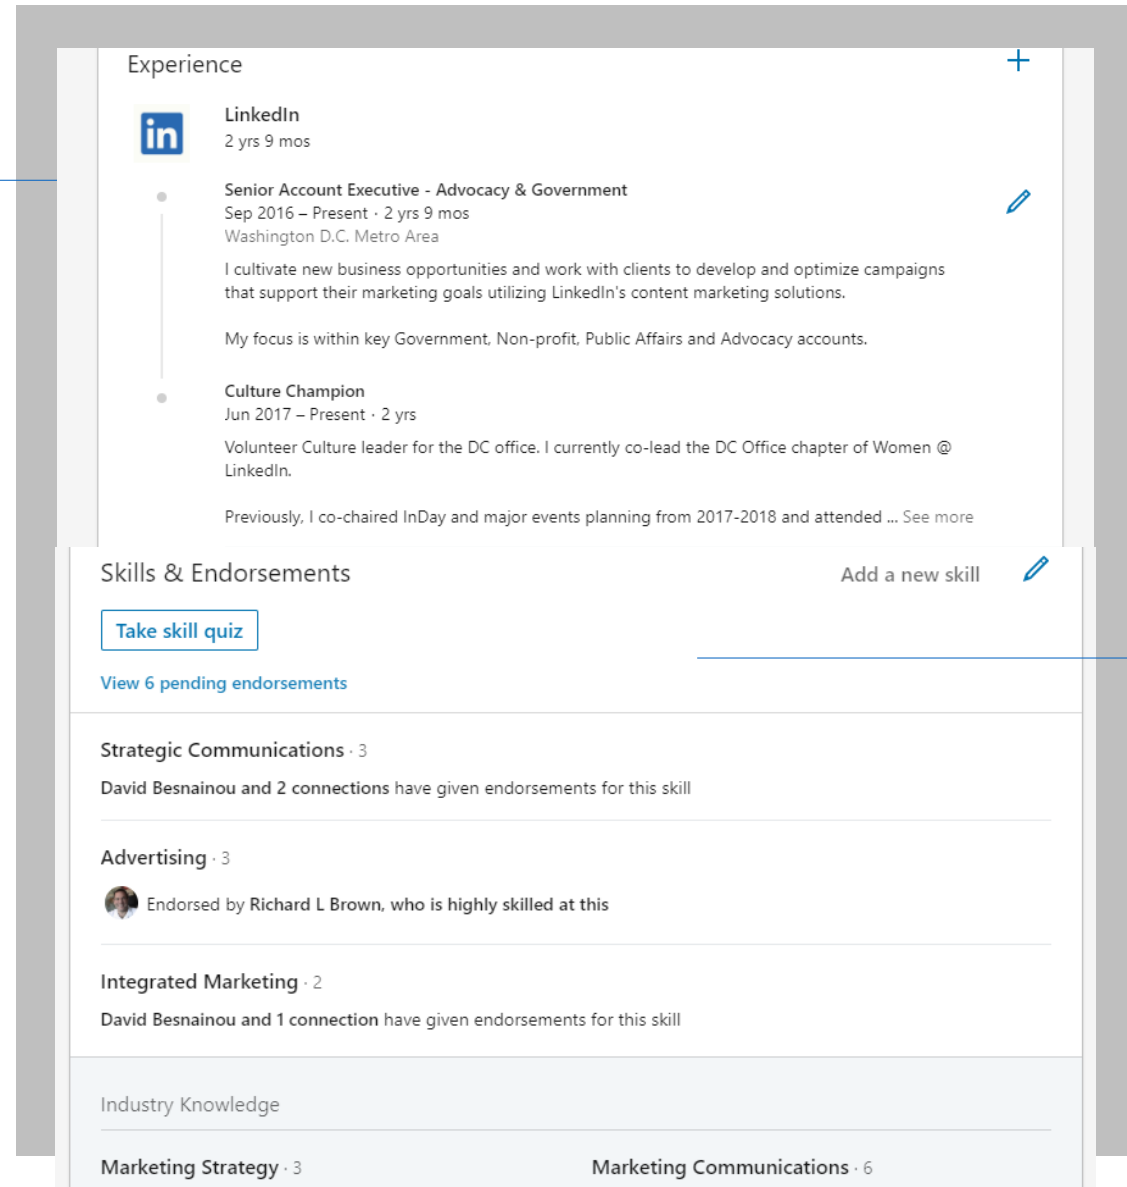 Experience
in
LinkedIn
2 yrs 9 mos
Senior Account Executive - Advocacy & Government
Sep 2016 – Present · 2 yrs 9 mos
Washington D.C. Metro Area
I cultivate new business opportunities and work with clients to develop and optimize campaigns
that support their marketing goals utilizing LinkedIn's content marketing solutions.
My focus is within key Government, Non-profit, Public Affairs and Advocacy accounts.
Culture Champion
Jun 2017 – Present · 2 yrs
Volunteer Culture leader for the DC office. I currently co-lead the DC Office chapter of Women @
LinkedIn.
Previously, I co-chaired InDay and major events planning from 2017-2018 and attended ... See more
Skills & Endorsements
Add a new skill
Take skill quiz
View 6 pending endorsements
Strategic Communications · 3
David Besnainou and 2 connections have given endorsements for this skill
Advertising · 3
Endorsed by Richard L Brown, who is highly skilled at this
Integrated Marketing · 2
David Besnainou and 1 connection have given endorsements for this skill
Industry Knowledge
Marketing Strategy · 3
Marketing Communications · 6